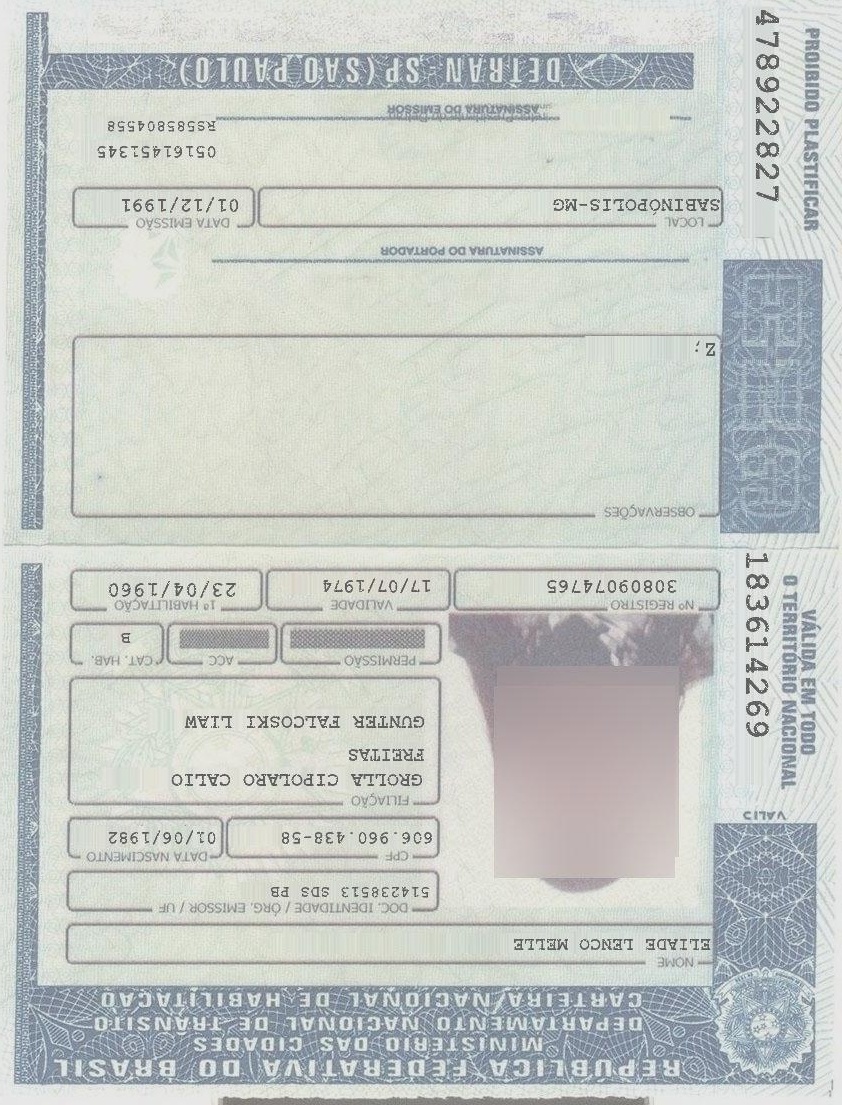 REPÚBLICA FEDERATIVA DO BRASIL
MINISTÉRIO DAS CIDADES
DEPARTAMENTO NACIONAL DE TRÂNSITO
CARTEIRA NACIONAL DE HABILITAÇÃO
NOME
ELIADE LENCO MELLE
DOC. IDENTIDADE / ÓRG. EMISSOR / UF
514238513 SDS PB
CPF
606.960.438-58
DATA NASCIMENTO
01/06/1982
FILIAÇÃO
GROLLA CIPOLARO CALIO
FREITAS
GUNTER FALCOSKI LIAW
PERMISSÃO
ACC
CAT. HAB.
B
Nº REGISTRO
30809074765
VALIDADE
17/07/1974
1ª HABILITAÇÃO
23/04/1960
VÁLIDA EM TODO
O TERRITÓRIO NACIONAL
183614269
OBSERVAÇÕES
Z;
ASSINATURA DO PORTADOR
LOCAL
SABINÓPOLIS-MG
DATA EMISSÃO
01/12/1991
05161451345
RS585804558
ASSINATURA DO EMISSOR
DETRAN-SP (SAO PAULO)
PROIBIDO PLASTIFICAR
478922827